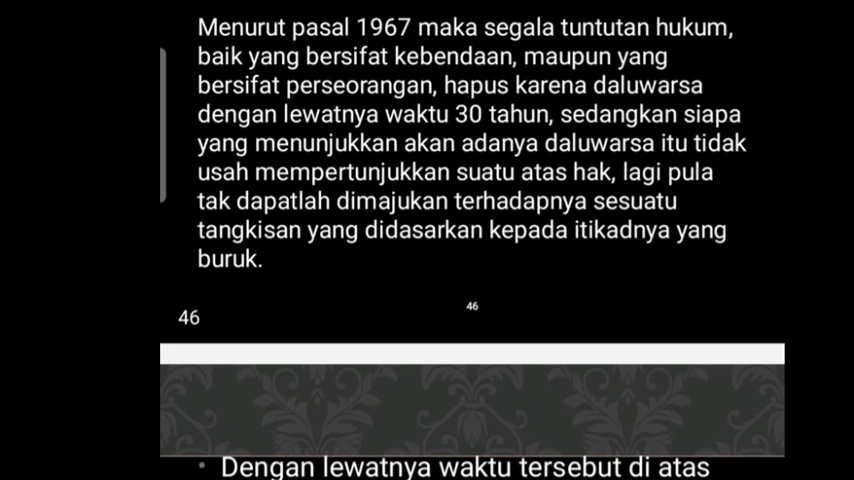 Menurut pasal 1967 maka segala tuntutan hukum,
baik yang bersifat kebendaan, maupun yang
bersifat perseorangan, hapus karena daluwarsa
dengan lewatnya waktu 30 tahun, sedangkan siapa
yang menunjukkan akan adanya daluwarsa itu tidak
usah mempertunjukkan suatu atas hak, lagi pula
tak dapatlah dimajukan terhadapnya sesuatu
tangkisan yang didasarkan kepada itikadnya yang
buruk.
46
46
• Dengan lewatnya waktu tersebut di atas